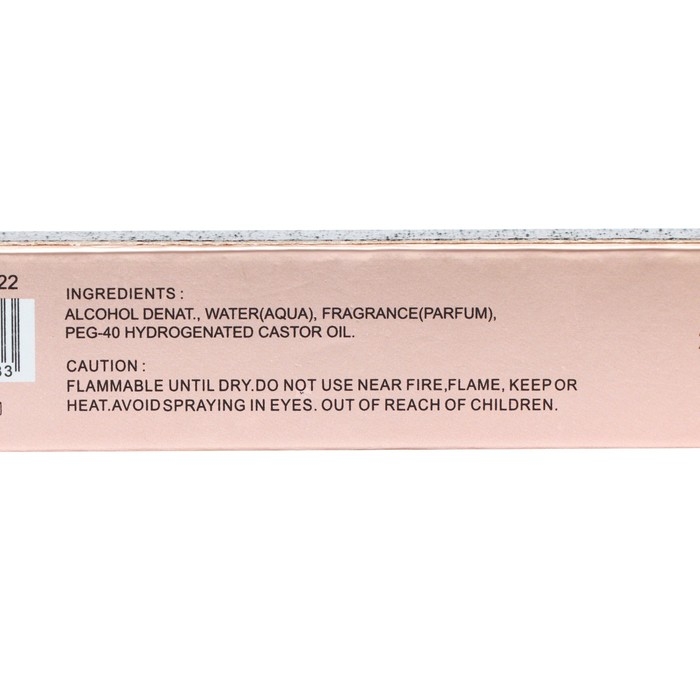 22
INGREDIENTS :
ALCOHOL DENAT., WATER(AQUA), FRAGRANCE(PARFUM),
PEG-40 HYDROGENATED CASTOR OIL.
CAUTION :
FLAMMABLE UNTIL DRY.DO NOT USE NEAR FIRE,FLAME, KEEP OR
HEAT.AVOID SPRAYING IN EYES. OUT OF REACH OF CHILDREN.